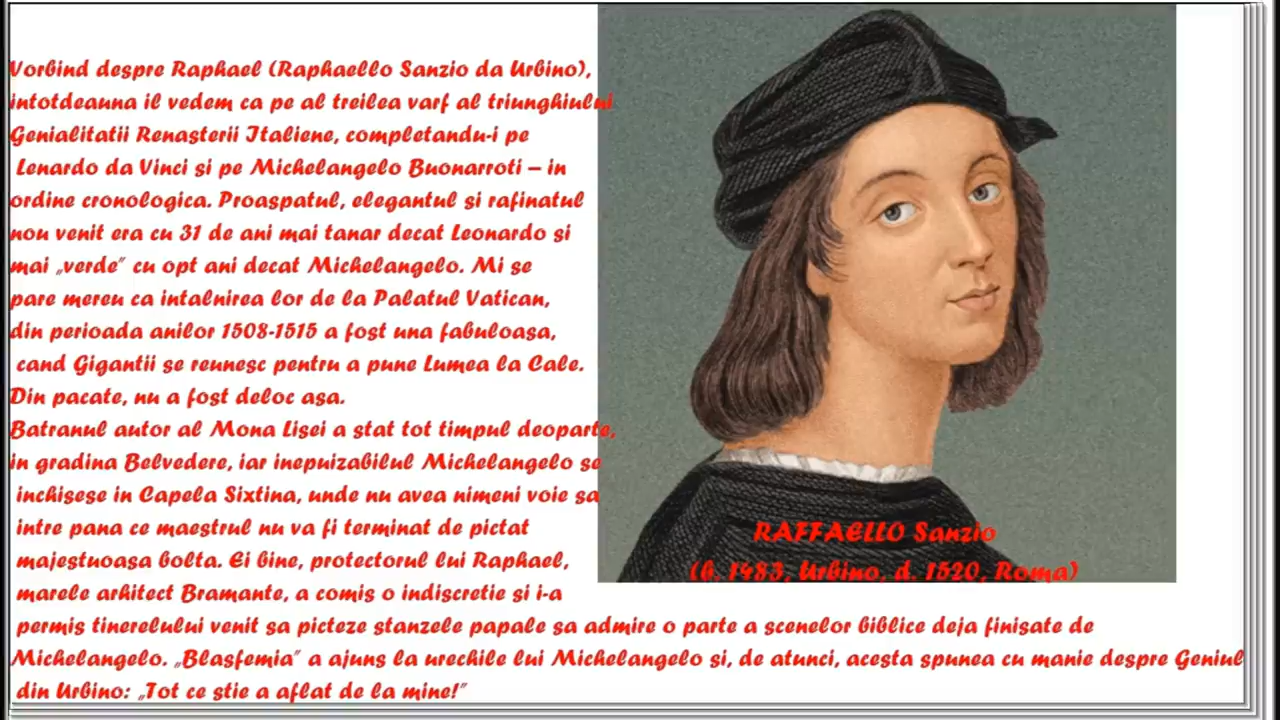 Vorbind despre Raphael (Raphaello Sanzio da Urbino),
intotdeauna il vedem ca pe al treilea varf al triunghiului
Genialitatii Renasterii Italiene, completandu-i pe
Lenardo da Vinci si pe Michelangelo Buonarroti – in
ordine cronologica. Proaspatul, elegantul si rafinatul
nou venit era cu 31 de ani mai tanar decat Leonardo si
mai „verde” cu opt ani decat Michelangelo. Mi se
pare mereu ca intalnirea lor de la Palatul Vatican,
din perioada anilor 1508-1515 a fost una fabuloasa,
cand Gigantii se reunesc pentru a pune Lumea la Cale.
Din pacate, nu a fost deloc asa.
Batranul autor al Mona Lisei a stat tot timpul deoparte,
in gradina Belvedere, iar inepuizabilul Michelangelo se
inchisese in Capela Sixtina, unde nu avea nimeni voie sa
intre pana ce maestrul nu va fi terminat de pictat
majestuoasa bolta. Ei bine, protectorul lui Raphael,
marele arhitect Bramante, a comis o indiscretie si i-a
permis tinerelului venit sa picteze stanzele papale sa admire o parte a scenelor biblice deja finisate de
Michelangelo. „Blasfemia” a ajuns la urechile lui Michelangelo si, de atunci, acesta spunea cu manie despre Geniul
din Urbino: „Tot ce stie a aflat de la mine!”
RAFFAELLO Sanzio
(b. 1483, Urbino, d. 1520, Roma)